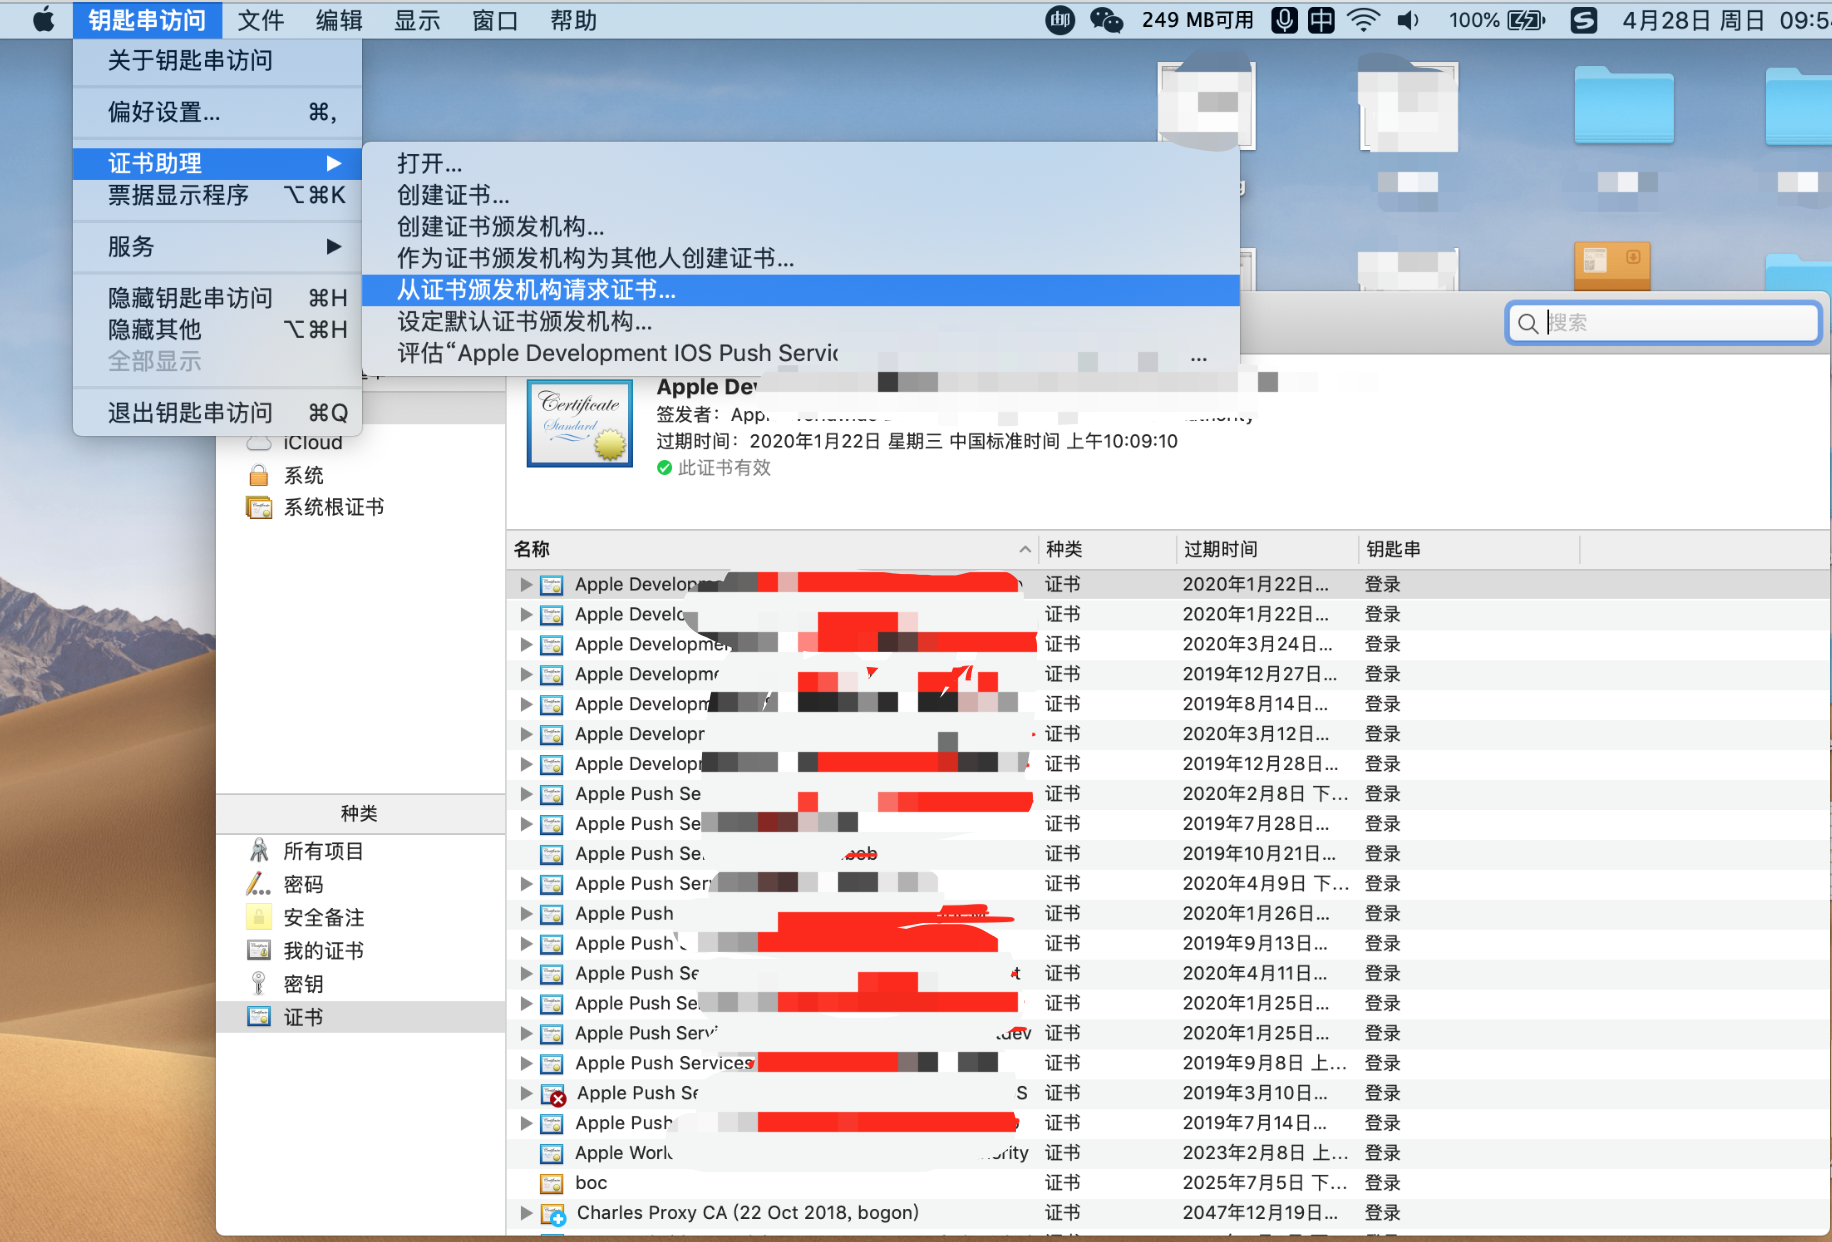 钥匙串访问 文件 编辑 显示 窗口 帮助 249 MB可用 中 100% 4月28日 周日
关于钥匙串访问
偏好设置... ⌘,
证书助理 ▶
票据显示程序 ⌥⌘K
服务 ▶
隐藏钥匙串访问 ⌘H
隐藏其他 ⌥⌘H
全部显示
退出钥匙串访问 ⌘Q
打开...
创建证书...
创建证书颁发机构...
作为证书颁发机构为其他人创建证书...
从证书颁发机构请求证书...
设定默认证书颁发机构...
评估“Apple Development IOS Push ...
搜索
Certificate
Standard
Apple
签发者：
过期时间：2020年1月22日 星期三 中国标准时间 上午10:09:10
此证书有效
iCloud
系统
系统根证书
种类
所有项目
密码
安全备注
我的证书
密钥
证书
名称 种类 过期时间 钥匙串
Apple 证书 2020年1月22日... 登录
Apple 证书 2020年1月22日... 登录
Apple 证书 2020年3月24日... 登录
Apple 证书 2019年12月27日... 登录
Apple 证书 2019年8月14日... 登录
Apple 证书 2020年3月12日... 登录
Apple 证书 2019年12月28日... 登录
Apple Push 证书 2020年2月8日 下... 登录
Apple Push 证书 2019年7月28日... 登录
Apple Push 证书 2019年10月21日... 登录
Apple Push 证书 2020年4月9日 下... 登录
Apple Push 证书 2020年1月26日... 登录
Apple Push 证书 2019年9月13日... 登录
Apple Push 证书 2020年4月11日... 登录
Apple Push 证书 2020年1月25日... 登录
Apple Push 证书 2020年1月25日... 登录
Apple Push Services 证书 2019年9月8日 上... 登录
Apple Push 证书 2019年3月10日... 登录
Apple Push 证书 2019年7月14日... 登录
Apple 证书 2023年2月8日 上... 登录
boc 证书 2025年7月5日 下... 登录
Charles Proxy CA (22 Oct 2018, bogon) 证书 2047年12月19日... 登录